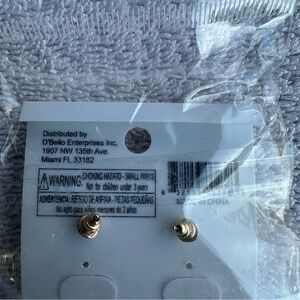 Distributed by
D'Bello Enterprises Inc,
1907 NW 135th Ave.
Miami FL 33182
WARNING: CHOKING HAZARD - SMALL PARTS
Not for children under 3 years
ADVERTENCIA: RIESGO DE ASFIXIA - PIEZAS PEQUEÑAS
No apto para niños menores de 3 años
CHINA